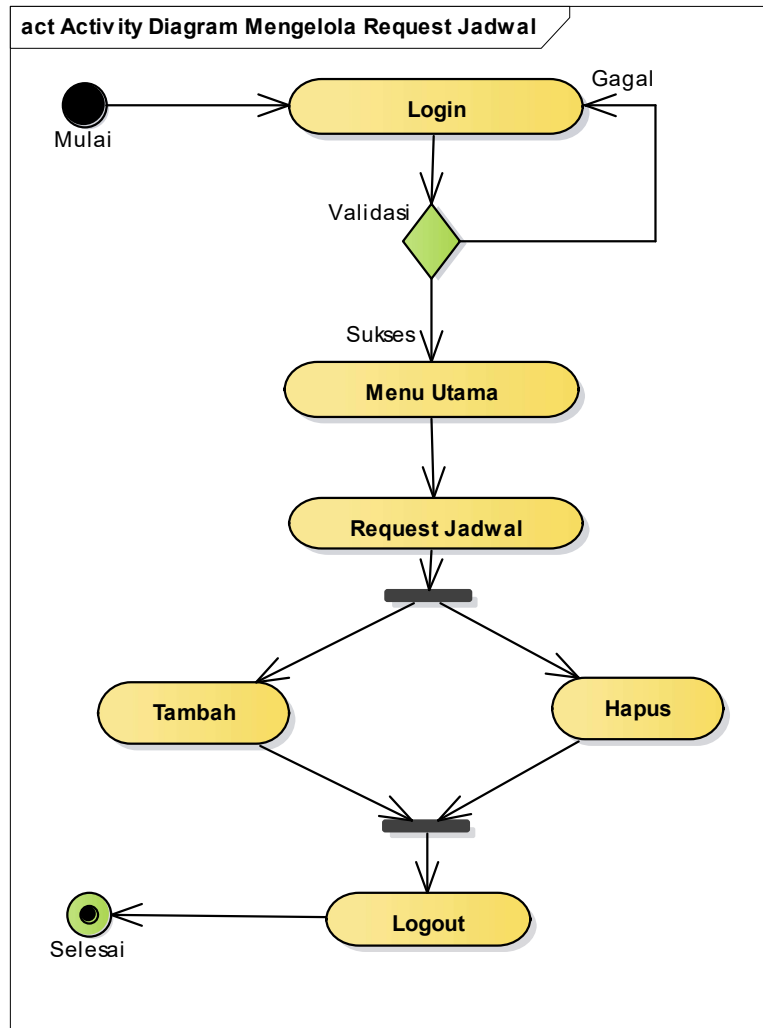 act Activity Diagram Mengelola Request Jadwal
Gagal
Login
Mulai
Validasi
Sukses
Menu Utama
Request Jadwal
Tambah
Hapus
Logout
Selesai